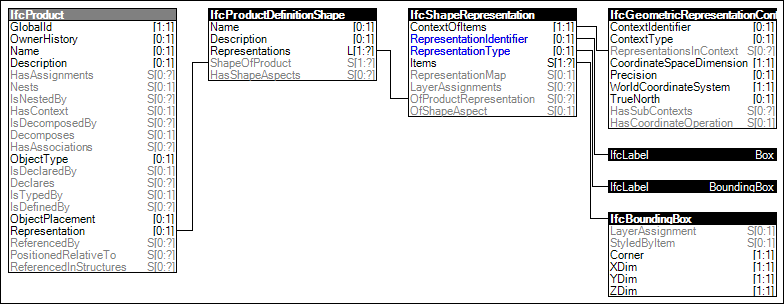 IfcProduct
GlobalId [1:1]
OwnerHistory [0:1]
Name [0:1]
Description [0:1]
HasAssignments S[0:?]
Nests S[0:1]
IsNestedBy S[0:?]
HasContext S[0:1]
IsDecomposedBy S[0:?]
Decomposes S[0:1]
HasAssociations S[0:?]
ObjectType [0:1]
IsDeclaredBy S[0:1]
Declares S[0:?]
IsTypedBy S[0:1]
IsDefinedBy S[0:?]
ObjectPlacement [0:1]
Representation [0:1]
ReferencedBy S[0:?]
PositionedRelativeTo S[0:?]
ReferencedInStructures S[0:?]
IfcProductDefinitionShape
Name [0:1]
Description [0:1]
Representations L[1:?]
ShapeOfProduct S[1:?]
HasShapeAspects S[0:?]
IfcShapeRepresentation
ContextOfItems [1:1]
RepresentationIdentifier [0:1]
RepresentationType [0:1]
Items S[1:?]
RepresentationMap S[0:1]
LayerAssignments S[0:?]
OfProductRepresentation S[0:?]
OfShapeAspect S[0:1]
IfcGeometricRepresentationCon
ContextIdentifier [0:1]
ContextType [0:1]
RepresentationsInContext S[0:?]
CoordinateSpaceDimension [1:1]
Precision [0:1]
WorldCoordinateSystem [1:1]
TrueNorth [0:1]
HasSubContexts S[0:?]
HasCoordinateOperation S[0:1]
IfcLabel Box
IfcLabel BoundingBox
IfcBoundingBox
LayerAssignment S[0:?]
StyledByItem S[0:1]
Corner [1:1]
XDim [1:1]
YDim [1:1]
ZDim [1:1]